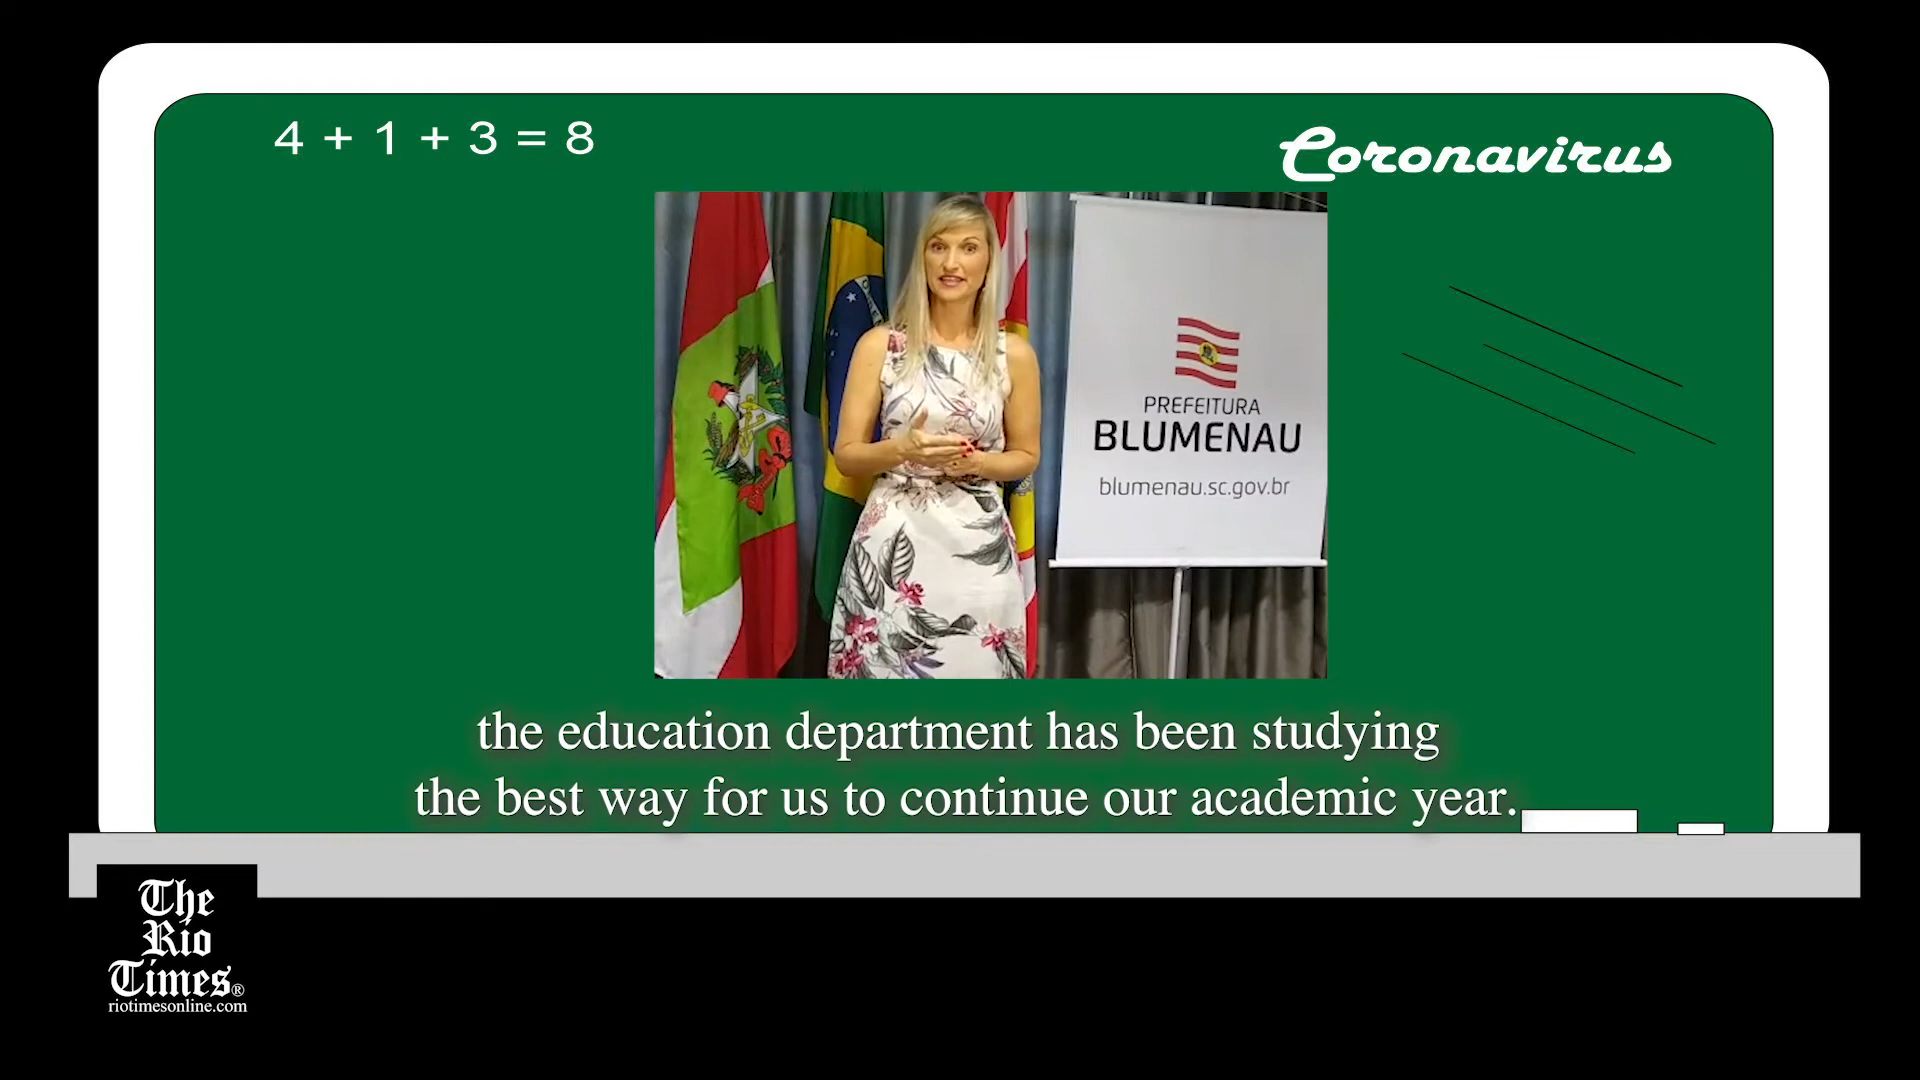 4 + 1 + 3 = 8
Coronavirus
PREFEITURA
BLUMENAU
blumenau.sc.gov.br
the education department has been studying
the best way for us to continue our academic year.
The
Rio
Times®
riotimesonline.com